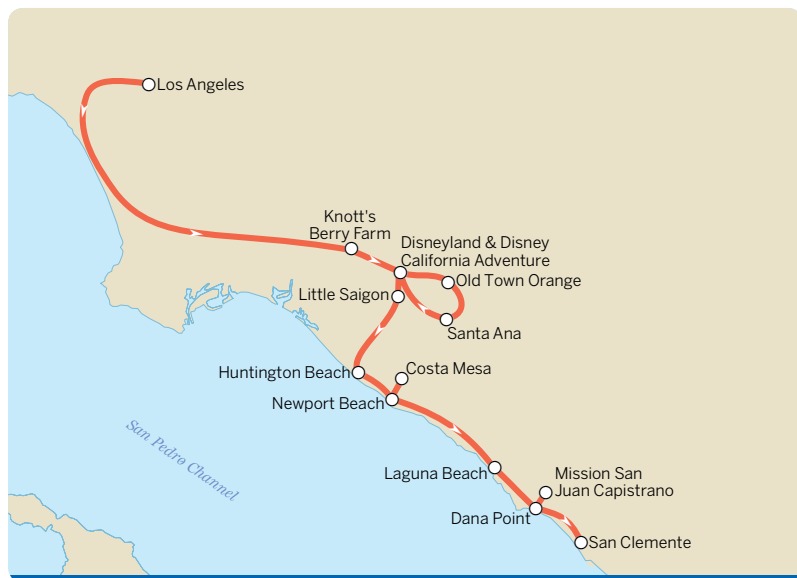 Los Angeles
Knott's
Berry Farm
Disneyland & Disney
California Adventure
Old Town Orange
Little Saigon
Santa Ana
Huntington Beach
Costa Mesa
Newport Beach
San Pedro Channel
Laguna Beach
Mission San
Juan Capistrano
Dana Point
San Clemente